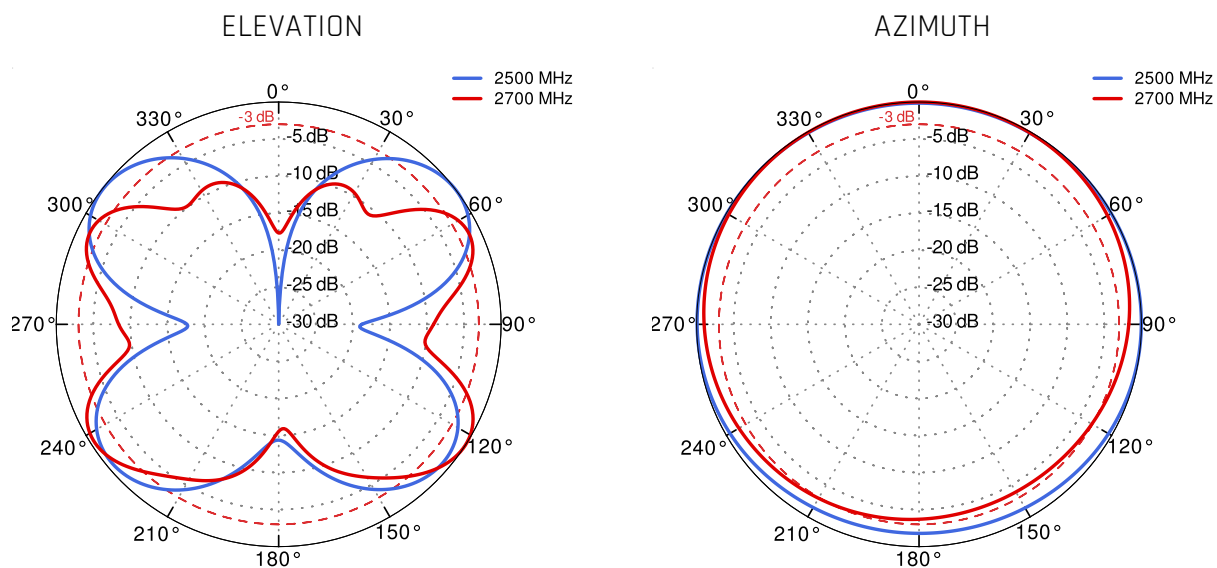 ELEVATION
2500 MHz
2700 MHz
0°
-3 dB
330°
30°
-5 dB
-10 dB
300°
-15 dB
60°
-20 dB
-25 dB
270°
-30 dB
90°
240°
120°
210°
150°
180°
AZIMUTH
2500 MHz
2700 MHz
0°
-3 dB
330°
30°
-5 dB
-10 dB
300°
-15 dB
60°
-20 dB
-25 dB
270°
-30 dB
90°
240°
120°
210°
150°
180°